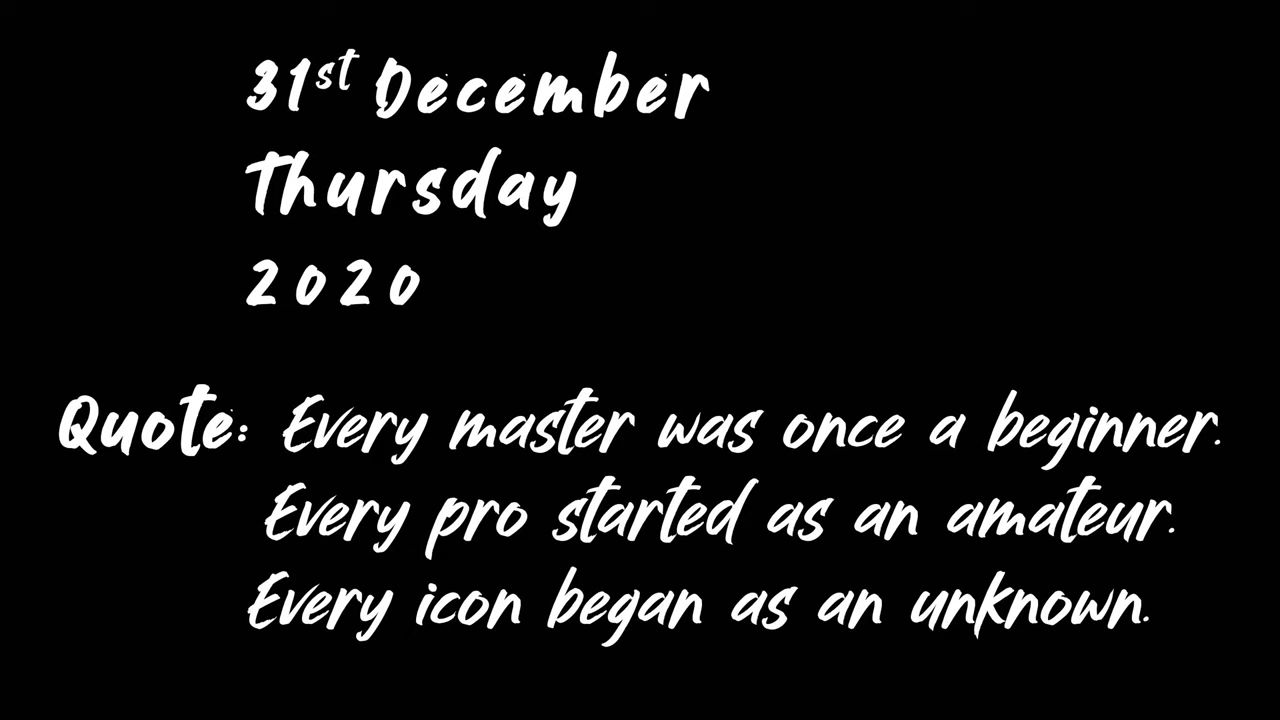 31st December
Thursday
2020
Quote: Every master was once a beginner.
Every pro started as an amateur.
Every icon began as an unknown.